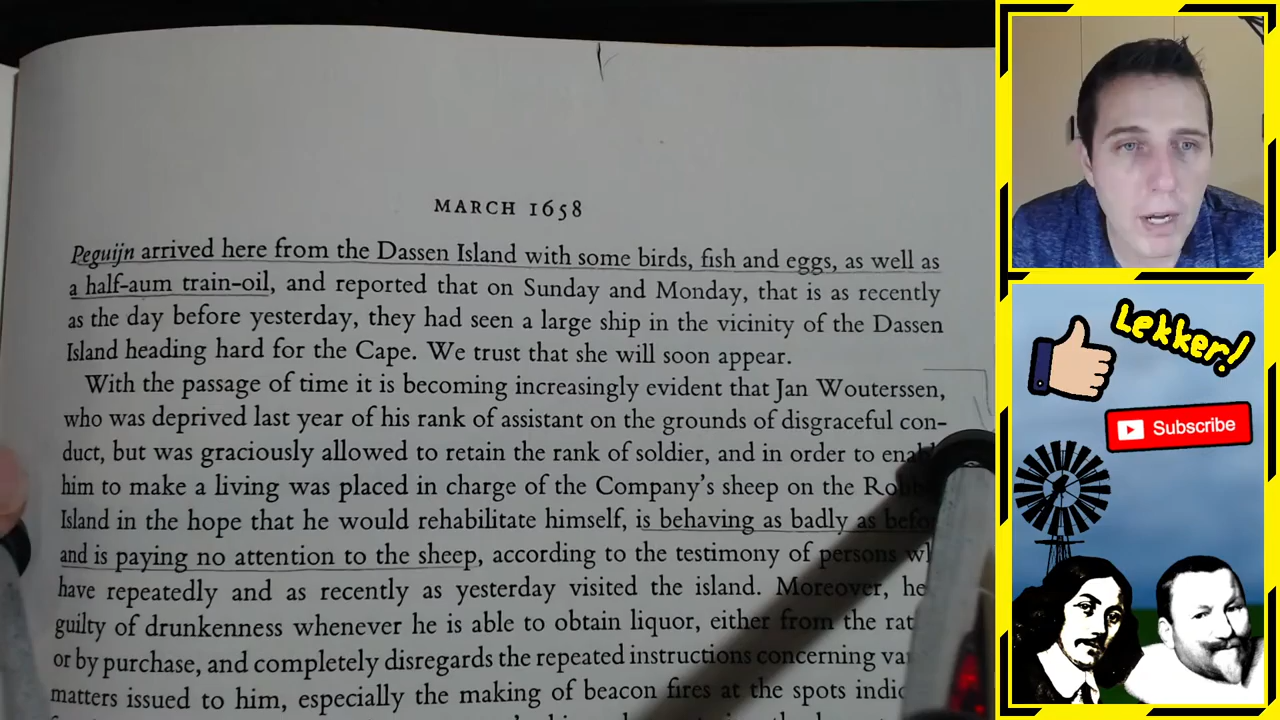 MARCH 1658
Peguijn arrived here from the Dassen Island with some birds, fish and eggs, as well as
a half-aum train-oil, and reported that on Sunday and Monday, that is as recently
as the day before yesterday, they had seen a large ship in the vicinity of the Dassen
Island heading hard for the Cape. We trust that she will soon appear.
With the passage of time it is becoming increasingly evident that Jan Wouterssen,
who was deprived last year of his rank of assistant on the grounds of disgraceful con-
duct, but was graciously allowed to retain the rank of soldier, and in order to
him to make a living was placed in charge of the Company's sheep on the
Island in the hope that he would rehabilitate himself, is behaving as badly as
and is paying no attention to the sheep, according to the testimony of persons
have repeatedly and as recently as yesterday visited the island. Moreover, he
guilty of drunkenness whenever he is able to obtain liquor, either from the
or by purchase, and completely disregards the repeated instructions concerning
matters issued to him, especially the making of beacon fires at the spots
Lekker!
Subscribe